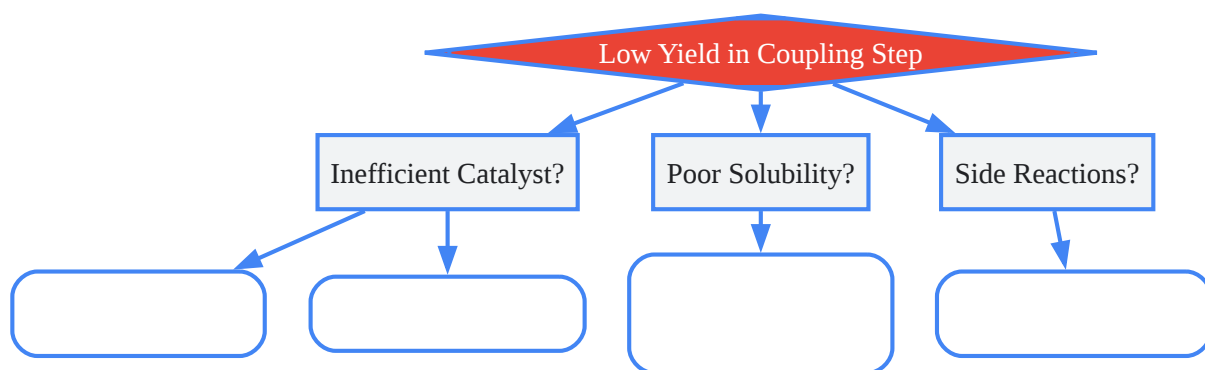 Low Yield in Coupling Step
Inefficient Catalyst?
Poor Solubility?
Side Reactions?